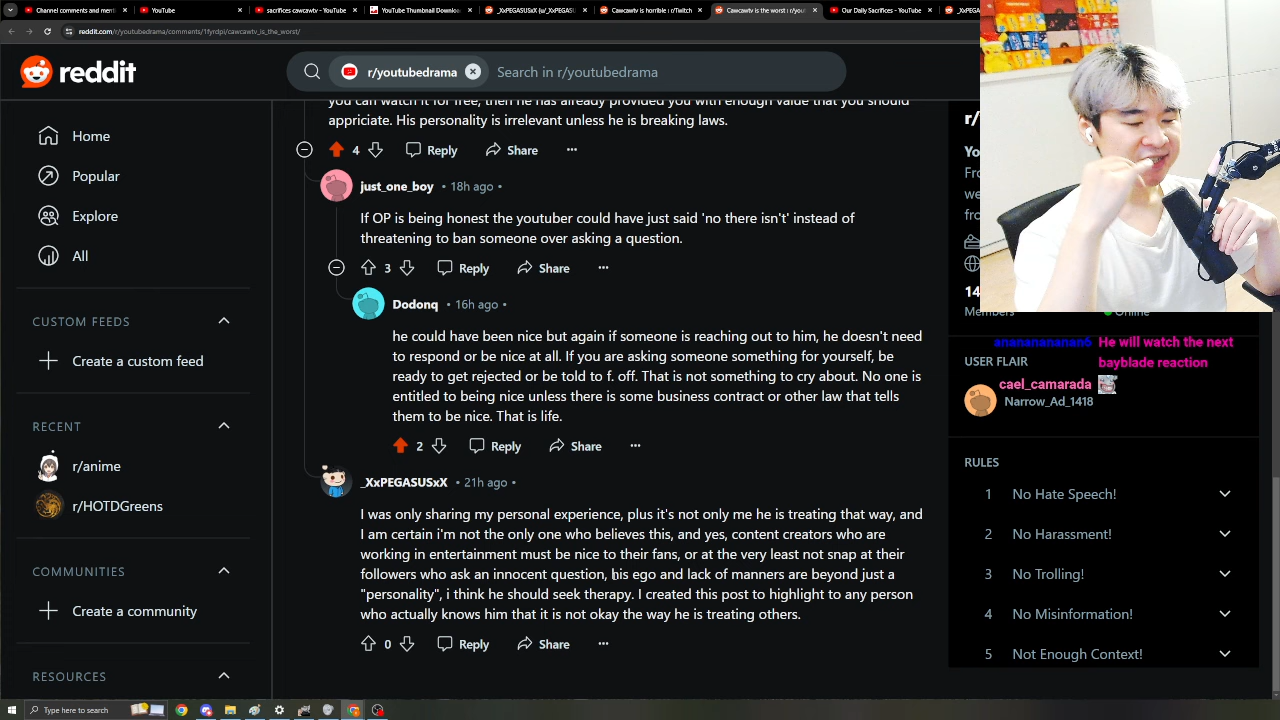 Comments and ment
YouTube
sacrifices cawcawtv - YouTube
YouTube Thumbnail Downloa
_XxPEGASUSxX (u/_XxPEGASU
Cawcawtv is horrible : r/Twitch
Cawcawtv is the worst : r/yout
Our Daily Sacrifices - YouTube
_XxPEGA
reddit.com/r/youtubedrama/comments/1fyrdpi/cawcawtv_is_the_worst/
reddit
r/youtubedrama
Search in r/youtubedrama
Home
Popular
Explore
All
CUSTOM FEEDS
Create a custom feed
RECENT
r/anime
r/HOTDGreens
COMMUNITIES
Create a community
RESOURCES
you can watch it for free, then he has already provided you with enough value that you should
appriciate. His personality is irrelevant unless he is breaking laws.
4 Reply Share
just_one_boy • 18h ago •
If OP is being honest the youtuber could have just said 'no there isn't' instead of
threatening to ban someone over asking a question.
3 Reply Share
Dodonq • 16h ago •
he could have been nice but again if someone is reaching out to him, he doesn't need
to respond or be nice at all. If you are asking someone something for yourself, be
ready to get rejected or be told to f. off. That is not something to cry about. No one is
entitled to being nice unless there is some business contract or other law that tells
them to be nice. That is life.
2 Reply Share
_XxPEGASUSxX • 21h ago •
I was only sharing my personal experience, plus it's not only me he is treating that way, and
I am certain i'm not the only one who believes this, and yes, content creators who are
working in entertainment must be nice to their fans, or at the very least not snap at their
followers who ask an innocent question, his ego and lack of manners are beyond just a
"personality", i think he should seek therapy. I created this post to highlight to any person
who actually knows him that it is not okay the way he is treating others.
0 Reply Share
r/
Yo
Fro
we
fro
14
Members
Online
anananananan6 He will watch the next
bayblade reaction
USER FLAIR
cael_camarada
Narrow_Ad_1418
RULES
1 No Hate Speech!
2 No Harassment!
3 No Trolling!
4 No Misinformation!
5 Not Enough Context!
Type here to search